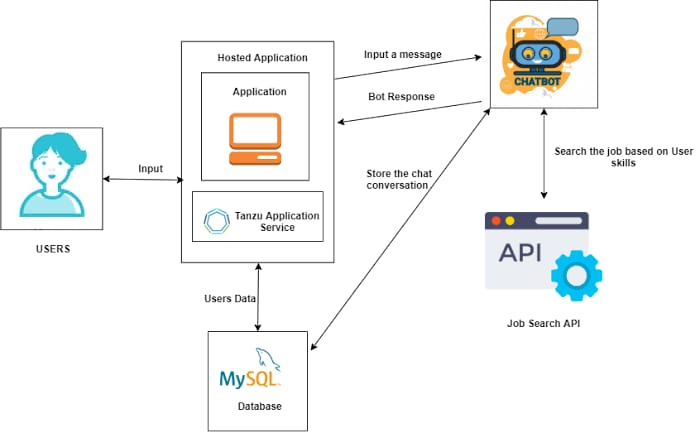 Hosted Application
Input a message
CHATBOT
Application
Bot Response
Input
Store the chat
conversation
Search the job based on User
skills
Tanzu Application
Service
USERS
API
Users Data
Job Search API
MySQL
Database